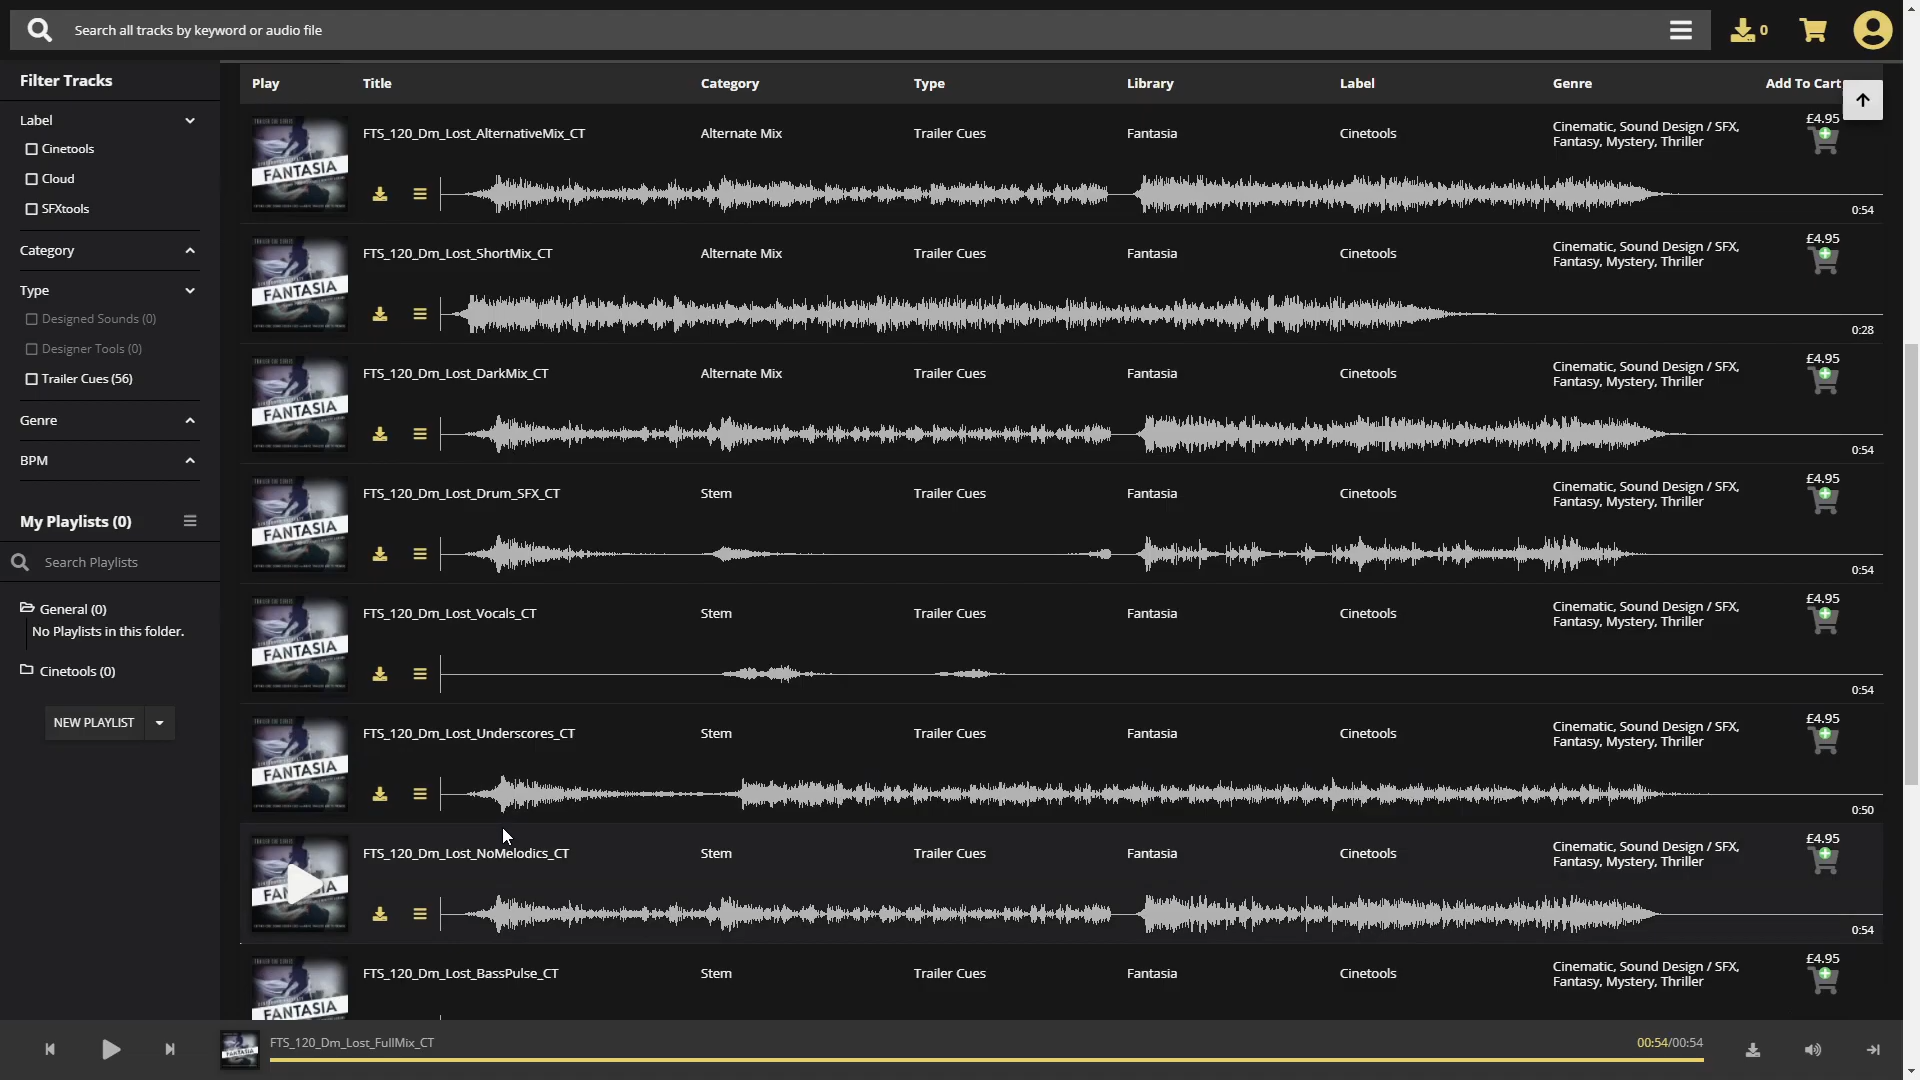 Search all tracks by keyword or audio file
0
Filter Tracks
Label
Cinetools
Cloud
SFXtools
Category
Type
Designed Sounds (0)
Designer Tools (0)
Trailer Cues (56)
Genre
BPM
My Playlists (0)
Search Playlists
General (0)
No Playlists in this folder.
Cinetools (0)
NEW PLAYLIST
Play Title Category Type Library Label Genre Add To Cart
FANTASIA
FTS_120_Dm_Lost_AlternativeMix_CT Alternate Mix Trailer Cues Fantasia Cinetools Cinematic, Sound Design / SFX, £4.95
Fantasy, Mystery, Thriller
0:54
FANTASIA
FTS_120_Dm_Lost_ShortMix_CT Alternate Mix Trailer Cues Fantasia Cinetools Cinematic, Sound Design / SFX, £4.95
Fantasy, Mystery, Thriller
0:28
FANTASIA
FTS_120_Dm_Lost_DarkMix_CT Alternate Mix Trailer Cues Fantasia Cinetools Cinematic, Sound Design / SFX, £4.95
Fantasy, Mystery, Thriller
0:54
FANTASIA
FTS_120_Dm_Lost_Drum_SFX_CT Stem Trailer Cues Fantasia Cinetools Cinematic, Sound Design / SFX, £4.95
Fantasy, Mystery, Thriller
0:54
FANTASIA
FTS_120_Dm_Lost_Vocals_CT Stem Trailer Cues Fantasia Cinetools Cinematic, Sound Design / SFX, £4.95
Fantasy, Mystery, Thriller
0:54
FANTASIA
FTS_120_Dm_Lost_Underscores_CT Stem Trailer Cues Fantasia Cinetools Cinematic, Sound Design / SFX, £4.95
Fantasy, Mystery, Thriller
0:50
FTS_120_Dm_Lost_NoMelodics_CT Stem Trailer Cues Fantasia Cinetools Cinematic, Sound Design / SFX, £4.95
Fantasy, Mystery, Thriller
0:54
FANTASIA
FTS_120_Dm_Lost_BassPulse_CT Stem Trailer Cues Fantasia Cinetools Cinematic, Sound Design / SFX, £4.95
Fantasy, Mystery, Thriller
FANTASIA
FTS_120_Dm_Lost_FullMix_CT 00:54/00:54